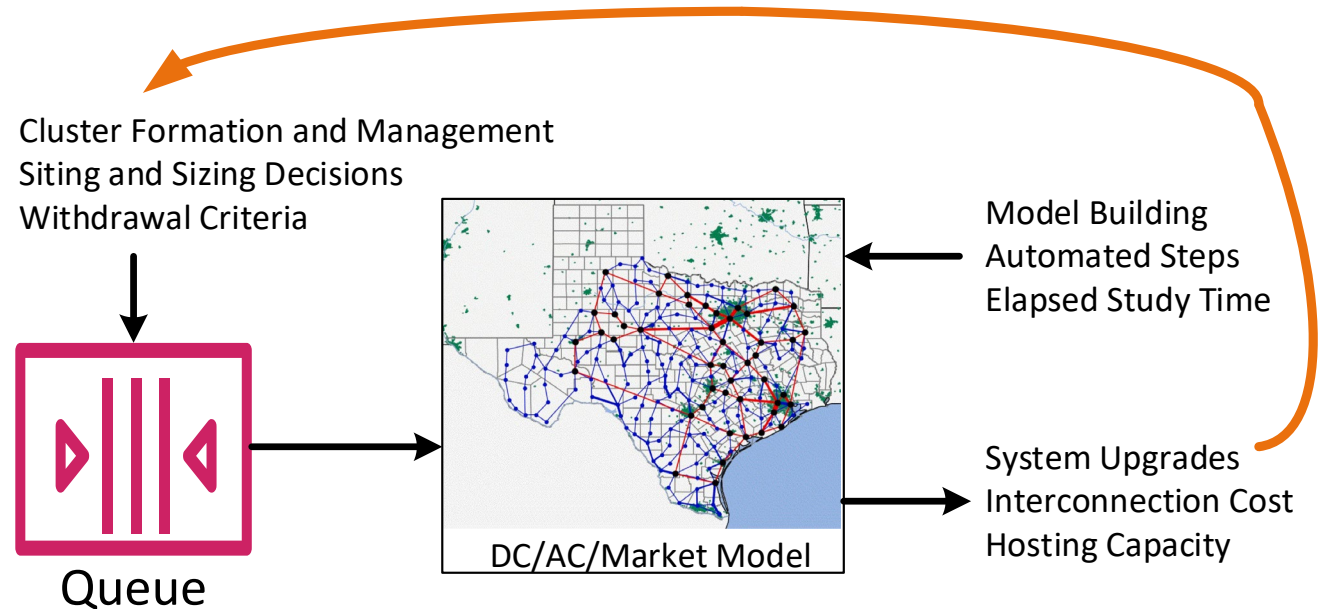 Cluster Formation and Management
Siting and Sizing Decisions
Withdrawal Criteria
Queue
DC/AC/Market Model
Model Building
Automated Steps
Elapsed Study Time
System Upgrades
Interconnection Cost
Hosting Capacity